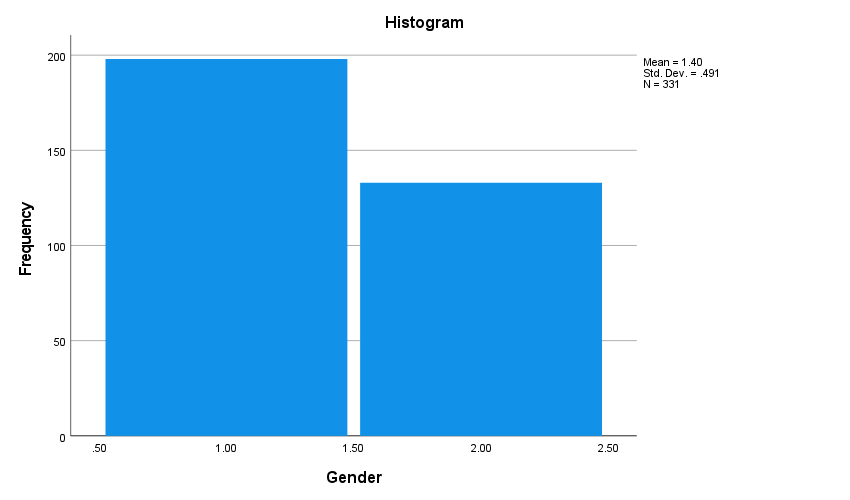 Histogram
200
150
100
50
0
Frequency
.50
1.00
1.50
2.00
2.50
Gender
Mean = 1.40
Std. Dev. = .491
N = 331